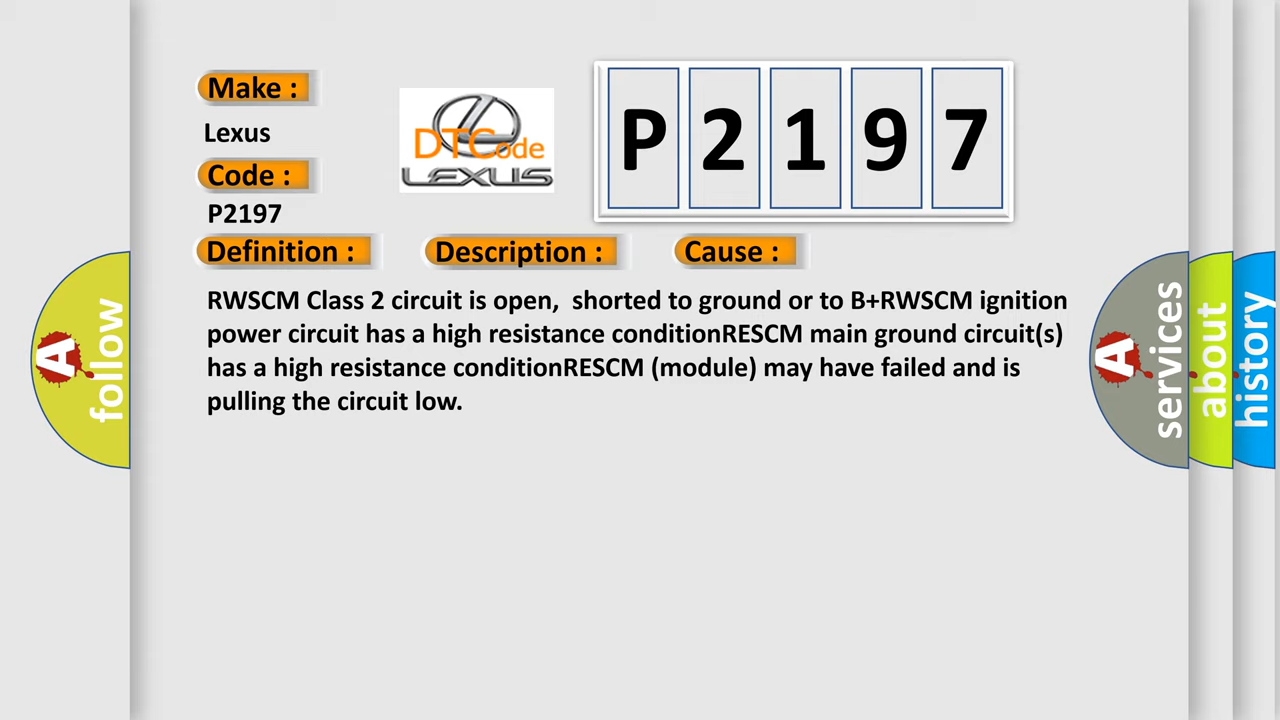 Make :
Lexus
Code :
P2197
DTCode
LEXUS
P 2 1 9 7
Definition :
Description :
Cause :
RWSCM Class 2 circuit is open,  shorted to ground or to B+RWSCM ignition
power circuit has a high resistance conditionRESCM main ground circuit(s)
has a high resistance conditionRESCM (module) may have failed and is
pulling the circuit low.
A follow
A services
about
history